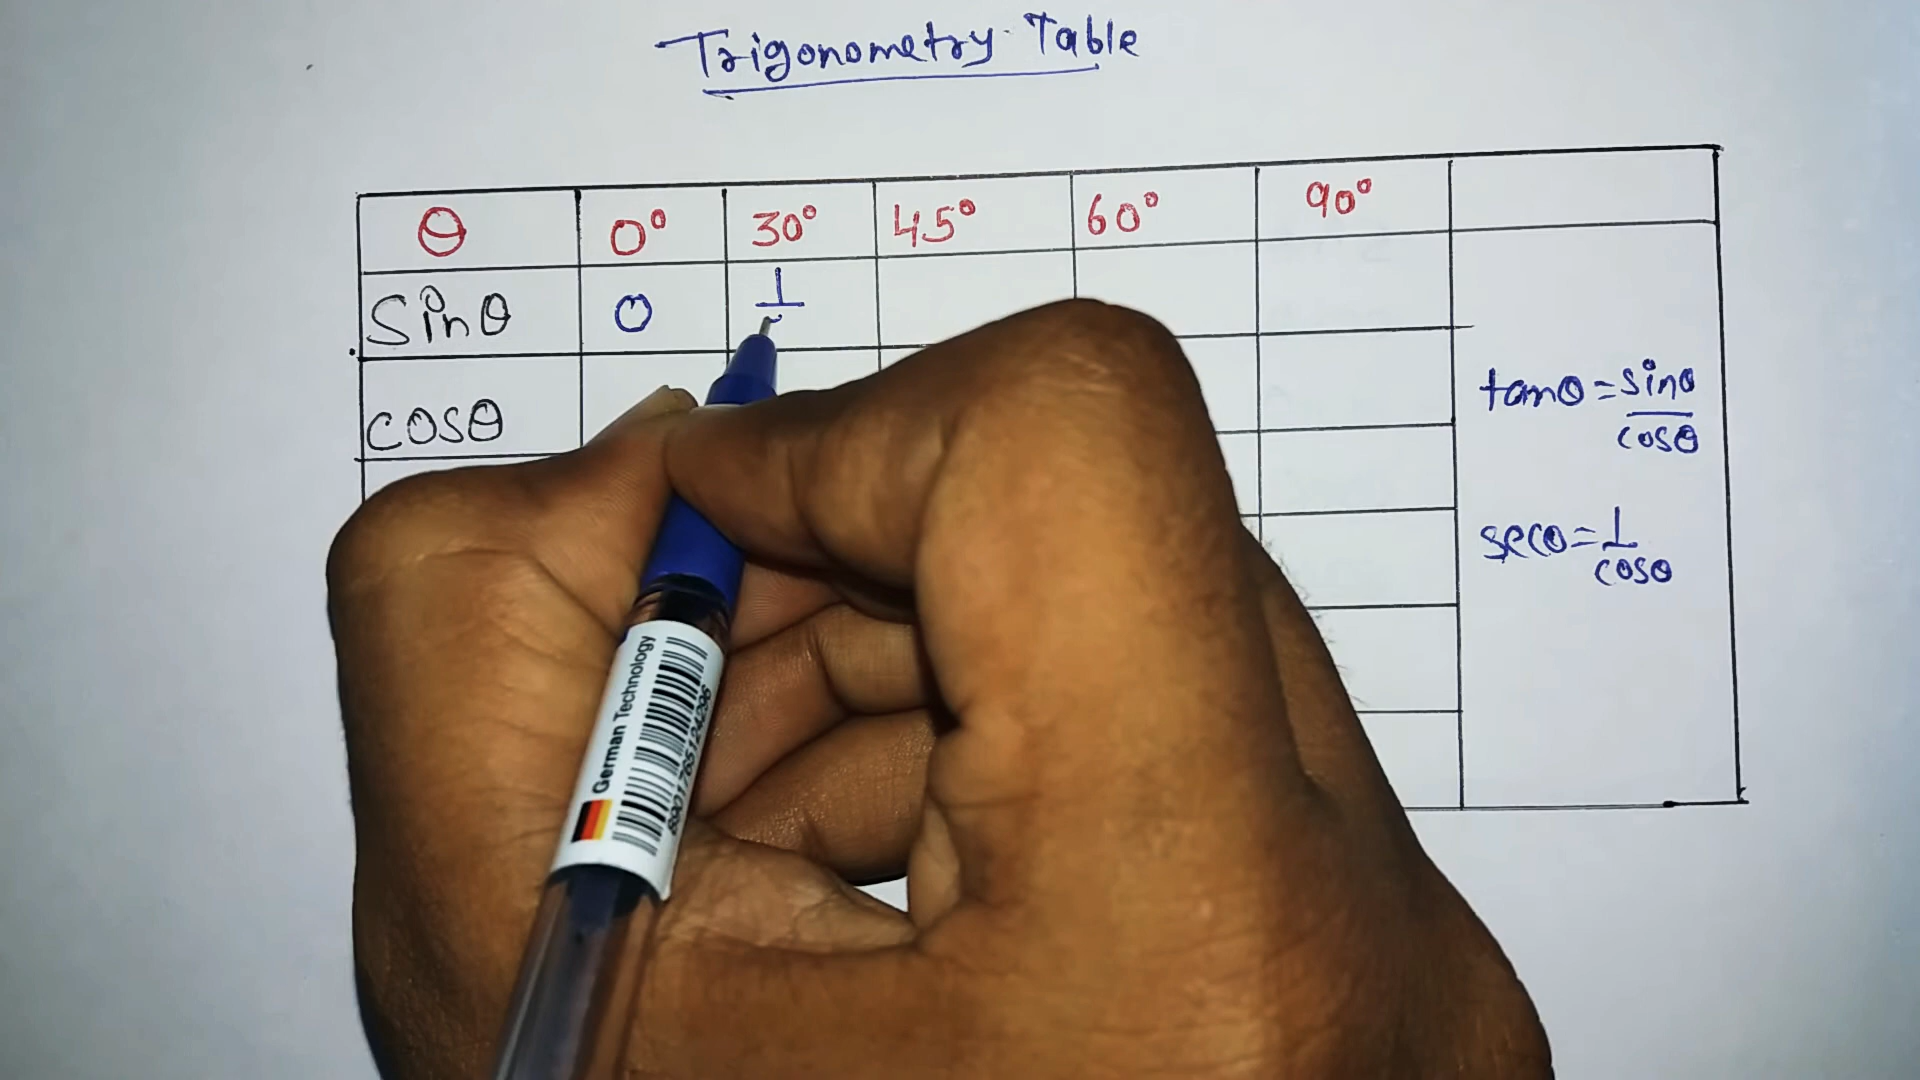 Trigonometry Table
θ 0° 30° 45° 60° 90°
Sinθ 0 1
cosθ
tanθ = sinθ
cosθ
secθ = 1
cosθ
German Technology
8901765124296